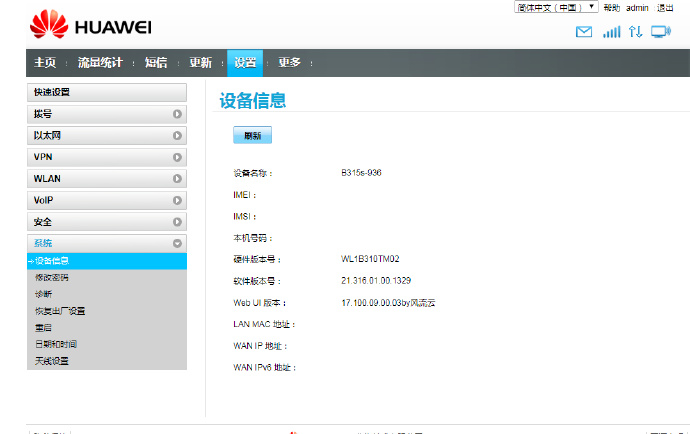 简体中文（中国） 帮助 admin 退出
HUAWEI
主页 流量统计 短信 更新 设置 更多
快速设置
拨号
以太网
VPN
WLAN
VoIP
安全
系统
设备信息
修改密码
诊断
恢复出厂设置
重启
日期和时间
天线设置
设备信息
刷新
设备名称： B315s-936
IMEI：
IMSI：
本机号码：
硬件版本号： WL1B310TM02
软件版本号： 21.316.01.00.1329
Web UI 版本： 17.100.09.00.03by风流云
LAN MAC 地址：
WAN IP 地址：
WAN IPv6 地址：